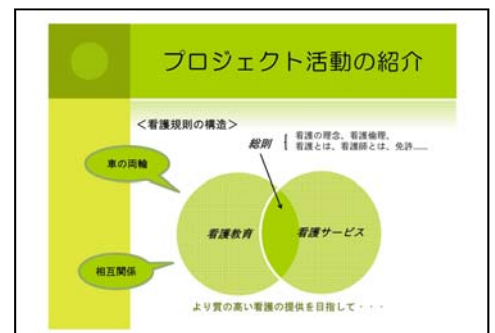 プロジェクト活動の紹介
＜看護規則の構造＞
総則
看護の理念、看護倫理、
看護とは、看護師とは、免許……
車の両輪
看護教育
看護サービス
相互関係
より質の高い看護の提供を目指して・・・